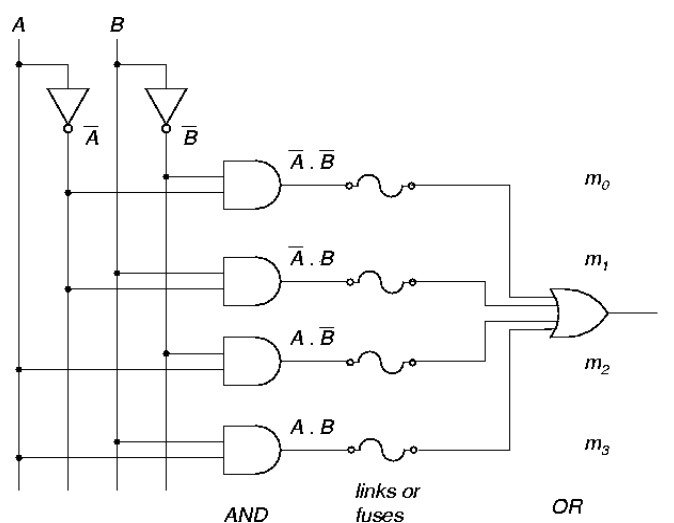 A B
A̅ B̅
A̅ . B̅ m₀
A̅ . B m₁
A . B̅
m₂
A . B m₃
links or
AND fuses OR